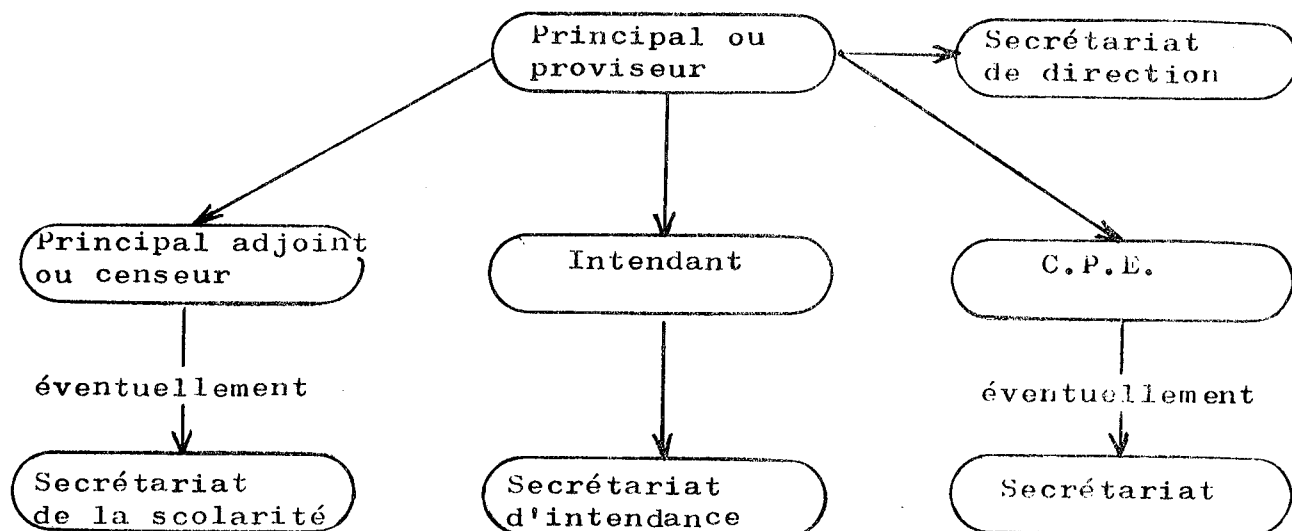 Principal ou
proviseur
Secrétariat
de direction
Principal adjoint
ou censeur
Intendant
C.P.E.
éventuellement
éventuellement
Secrétariat
de la scolarité
Secrétariat
d'intendance
Secrétariat